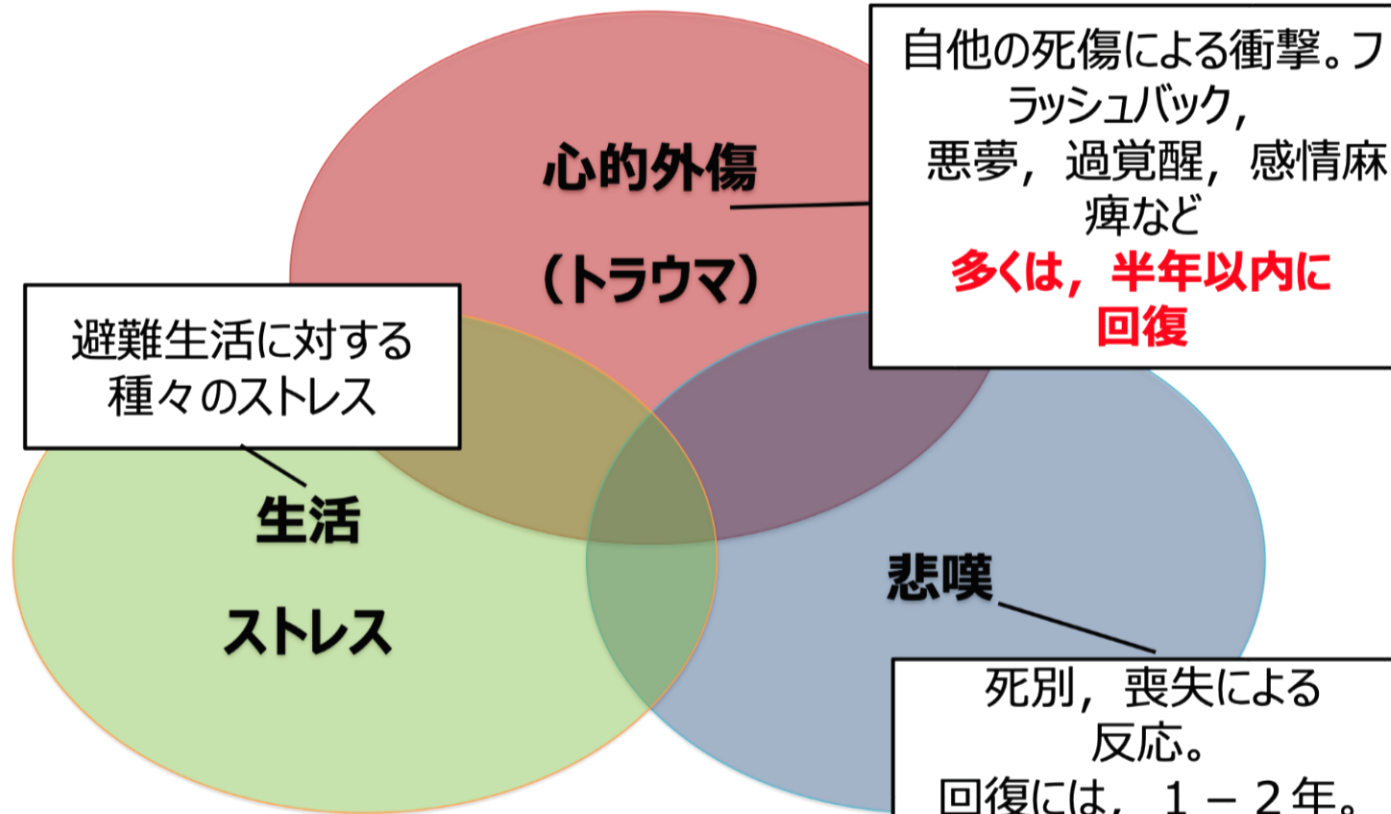 自他の死傷による衝撃。フ
ラッシュバック，
悪夢，過覚醒，感情麻
痺など
多くは，半年以内に
回復
心的外傷
（トラウマ）
避難生活に対する
種々のストレス
生活
ストレス
悲嘆
死別，喪失による
反応。
回復には，１－２年。